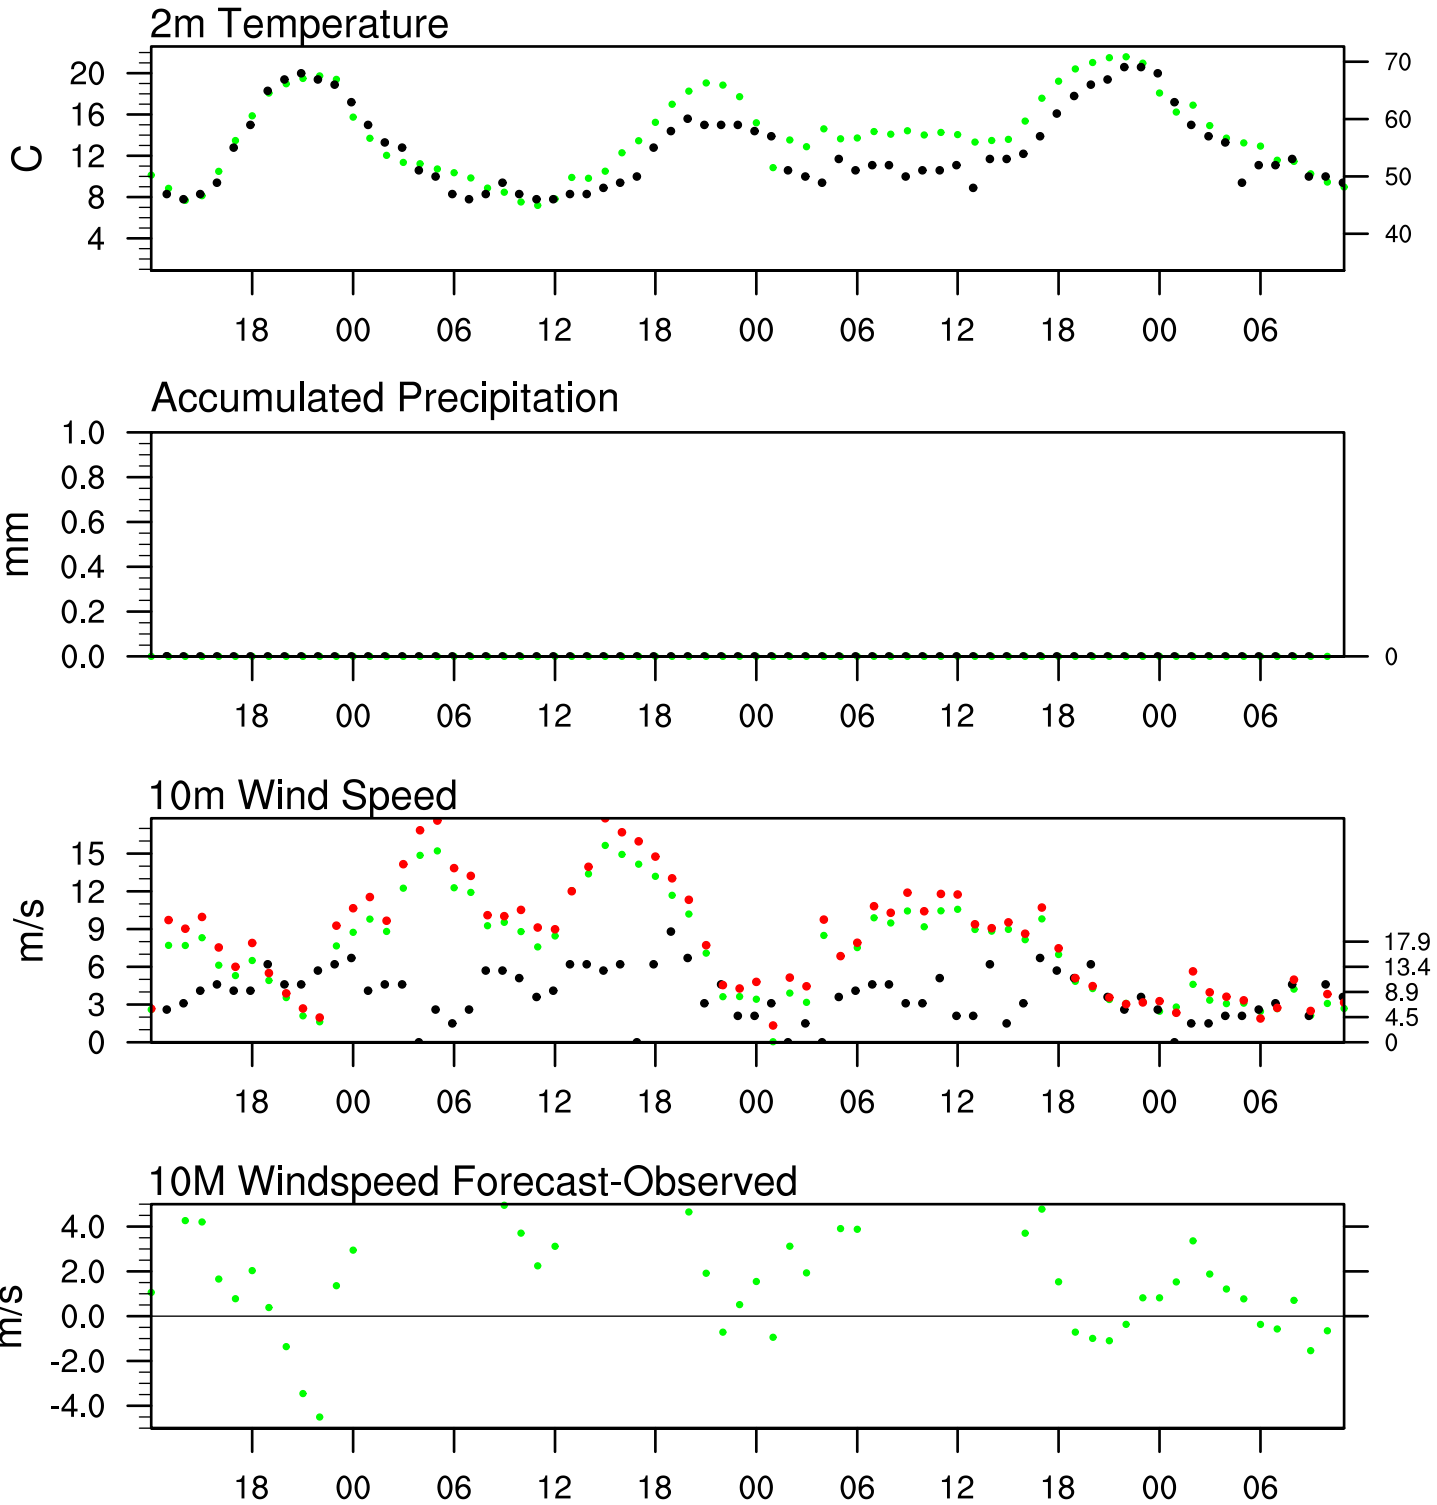 2m Temperature
20 70
16 60
12 50
8
4 40
C
18 00 06 12 18 00 06 12 18 00 06
Accumulated Precipitation
1.0
0.8
0.6
0.4
0.2
0.0 0
mm
18 00 06 12 18 00 06 12 18 00 06
10m Wind Speed
15
12
9 17.9
6 13.4
3 8.9
4.5
0 0
m/s
18 00 06 12 18 00 06 12 18 00 06
10M Windspeed Forecast-Observed
4.0
2.0
0.0
-2.0
-4.0
m/s
18 00 06 12 18 00 06 12 18 00 06